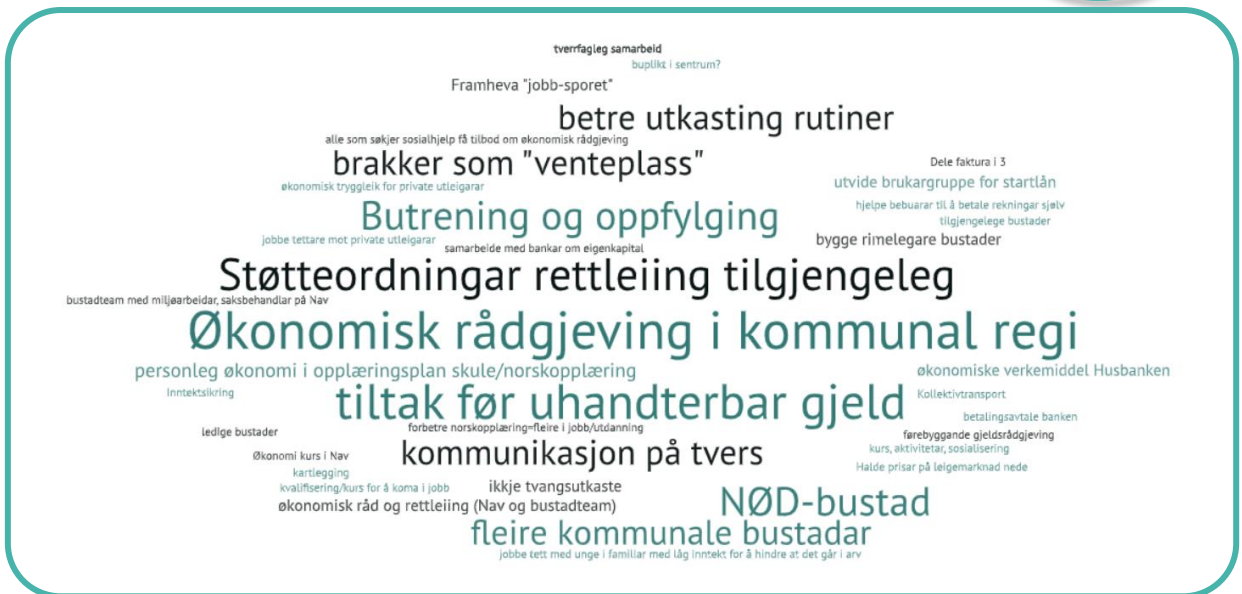 tverrfagleg samarbeid
buplikt i sentrum?
Framheva "jobb-sporet"
betre utkasting rutiner
alle som søkjer sosialhjelp få tilbod om økonomisk rådgjeving
brakker som "venteplass"
Dele faktura i 3
økonomisk tryggleik for private utleigarar
utvide brukargruppe for startlån
Butrening og oppfylging
hjelpe bebuarar til å betale rekningar sjølv
tilgjengelege bustader
jobbe tettare mot private utleigarar
bygge rimelegare bustader
samarbeide med bankar om eigenkapital
Støtteordningar rettleiing tilgjengeleg
bustadteam med miljøarbeidar, saksbehandlar på Nav
Økonomisk rådgjeving i kommunal regi
personleg økonomi i opplæringsplan skule/norskopplæring
økonomiske verkemiddel Husbanken
Inntektsikring
tiltak før uhandterbar gjeld
Kollektivtransport
betalingsavtale banken
ledige bustader
forbetre norskopplæring=fleire i jobb/utdanning
førebyggande gjeldsrådgjeving
kommunikasjon på tvers
kurs, aktivitetar, sosialisering
Økonomi kurs i Nav
Halde prisar på leigemarknad nede
kartlegging
kvalifisering/kurs for å koma i jobb
ikkje tvangsutkaste
økonomisk råd og rettleiing (Nav og bustadteam)
NØD-bustad
fleire kommunale bustadar
jobbe tett med unge i familiar med låg inntekt for å hindre at det går i arv